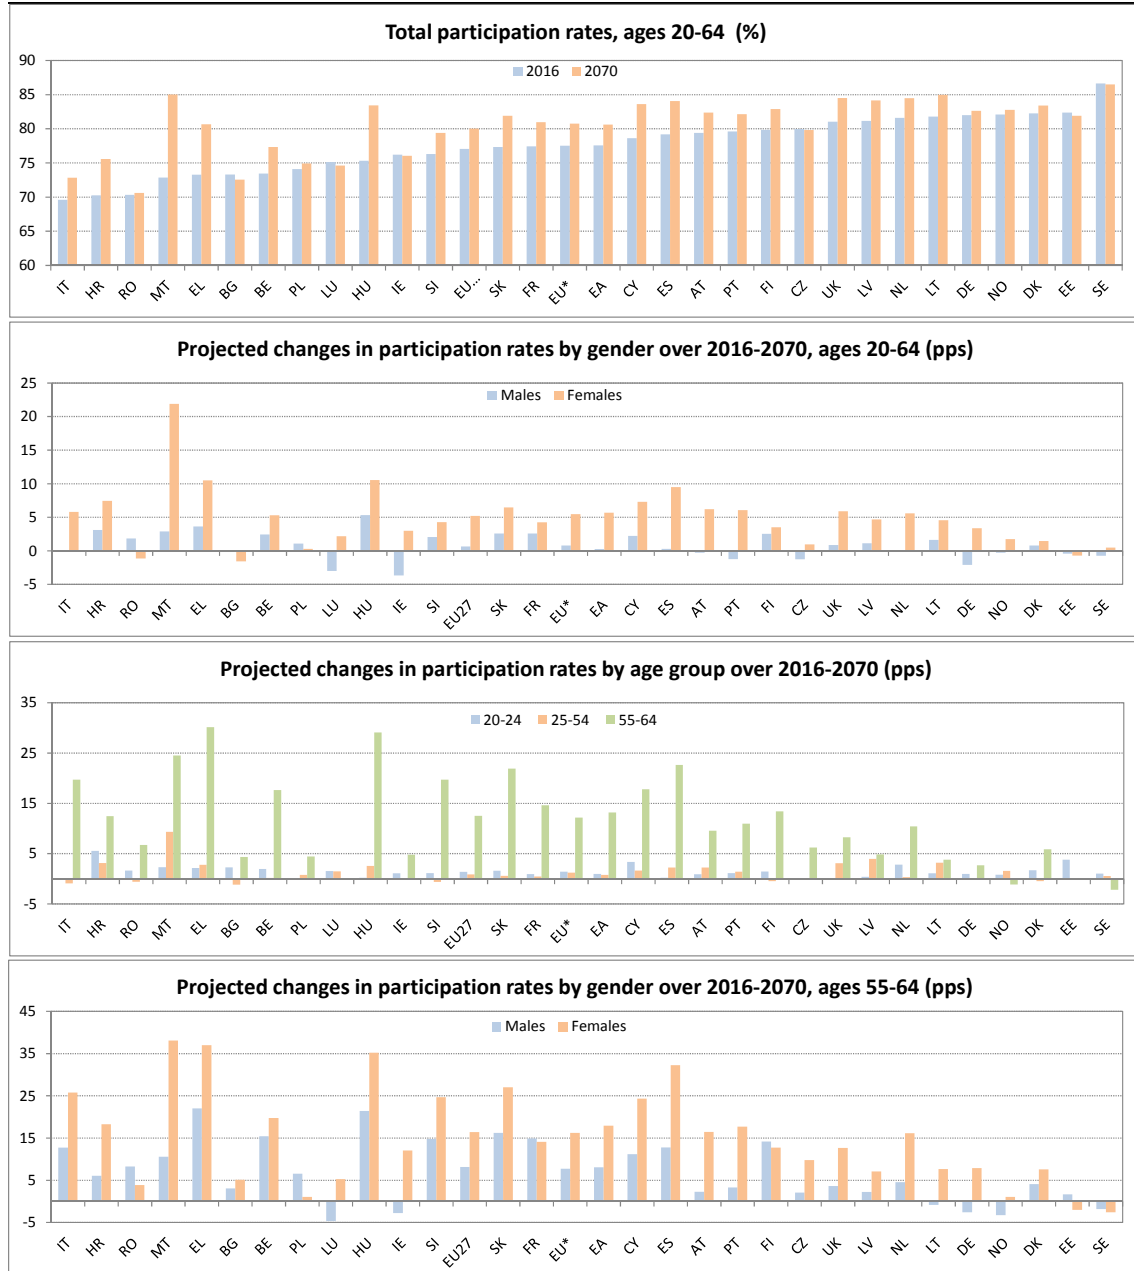 Total participation rates, ages 20-64 (%)
90
85
80
75
70
65
60
2016 2070
IT HR RO MT EL BG BE PL LU HU IE SI EU... SK FR EU* EA CY ES AT PT FI CZ UK LV NL LT DE NO DK EE SE
Projected changes in participation rates by gender over 2016-2070, ages 20-64 (pps)
25
20
15
10
5
0
-5
Males Females
IT HR RO MT EL BG BE PL LU HU IE SI EU27 SK FR EU* EA CY ES AT PT FI CZ UK LV NL LT DE NO DK EE SE
Projected changes in participation rates by age group over 2016-2070 (pps)
35
25
15
5
-5
20-24 25-54 55-64
IT HR RO MT EL BG BE PL LU HU IE SI EU27 SK FR EU* EA CY ES AT PT FI CZ UK LV NL LT DE NO DK EE SE
Projected changes in participation rates by gender over 2016-2070, ages 55-64 (pps)
45
35
25
15
5
-5
Males Females
IT HR RO MT EL BG BE PL LU HU IE SI EU27 SK FR EU* EA CY ES AT PT FI CZ UK LV NL LT DE NO DK EE SE